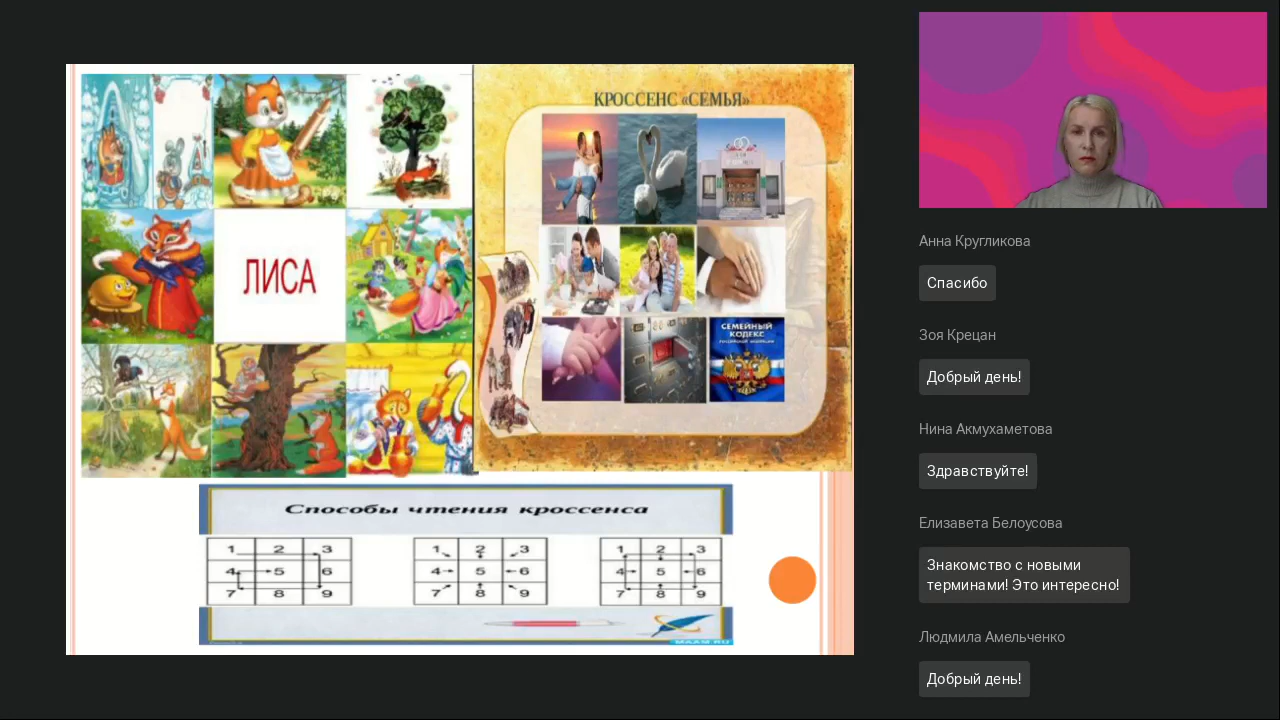 КРОССЕНС «СЕМЬЯ»
ЛИСА
СЕМЕЙНЫЙ
КОДЕКС
Способы чтения кроссенса
1 2 3
4 5 6
7 8 9
1 2 3
4 5 6
7 8 9
1 2 3
4 5 6
7 8 9
MAAM.RU
Анна Кругликова
Спасибо
Зоя Крецан
Добрый день!
Нина Акмухаметова
Здравствуйте!
Елизавета Белоусова
Знакомство с новыми
терминами! Это интересно!
Людмила Амельченко
Добрый день!